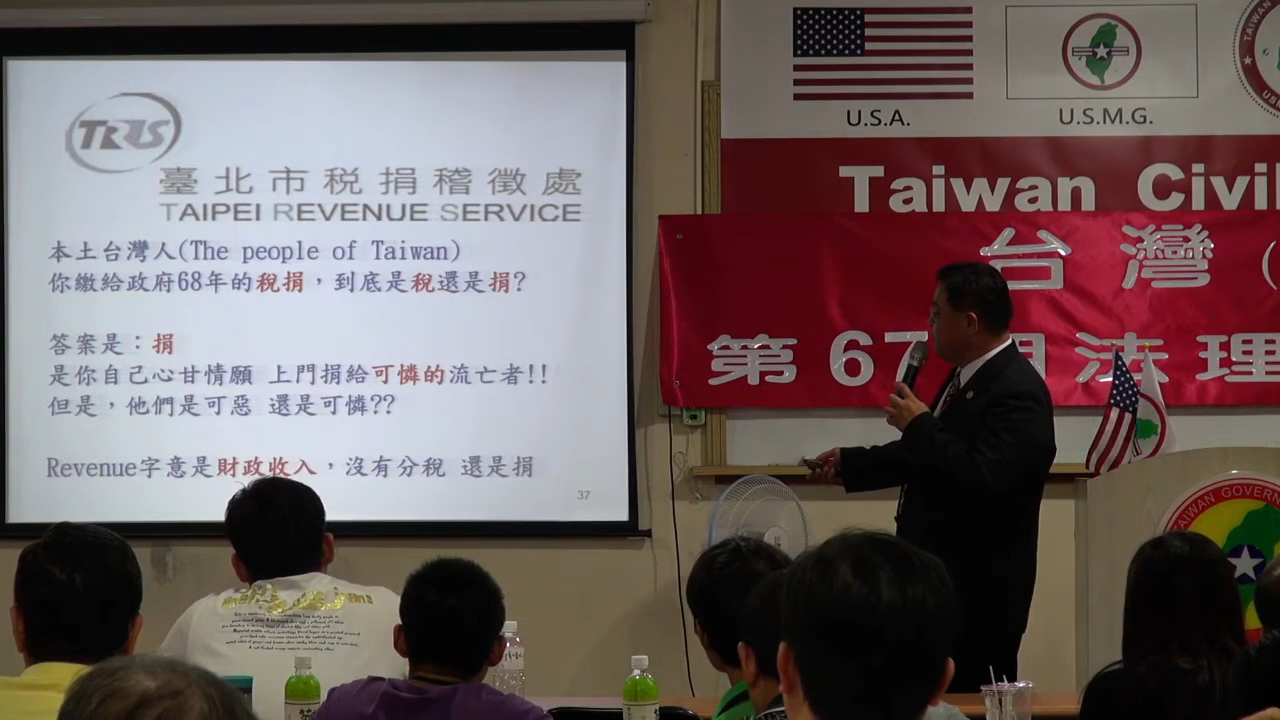 TRS
臺北市稅捐稽徵處
TAIPEI REVENUE SERVICE
本土台灣人(The people of Taiwan)
你繳給政府68年的稅捐，到底是稅還是捐?
答案是：捐
是你自己心甘情願 上門捐給可憐的流亡者!!
但是，他們是可惡 還是可憐??
Revenue字意是財政收入，沒有分稅 還是捐
37
U.S.A.
U.S.M.G.
Taiwan Civil
台灣（
第67期法理
TAIWAN GOVERN